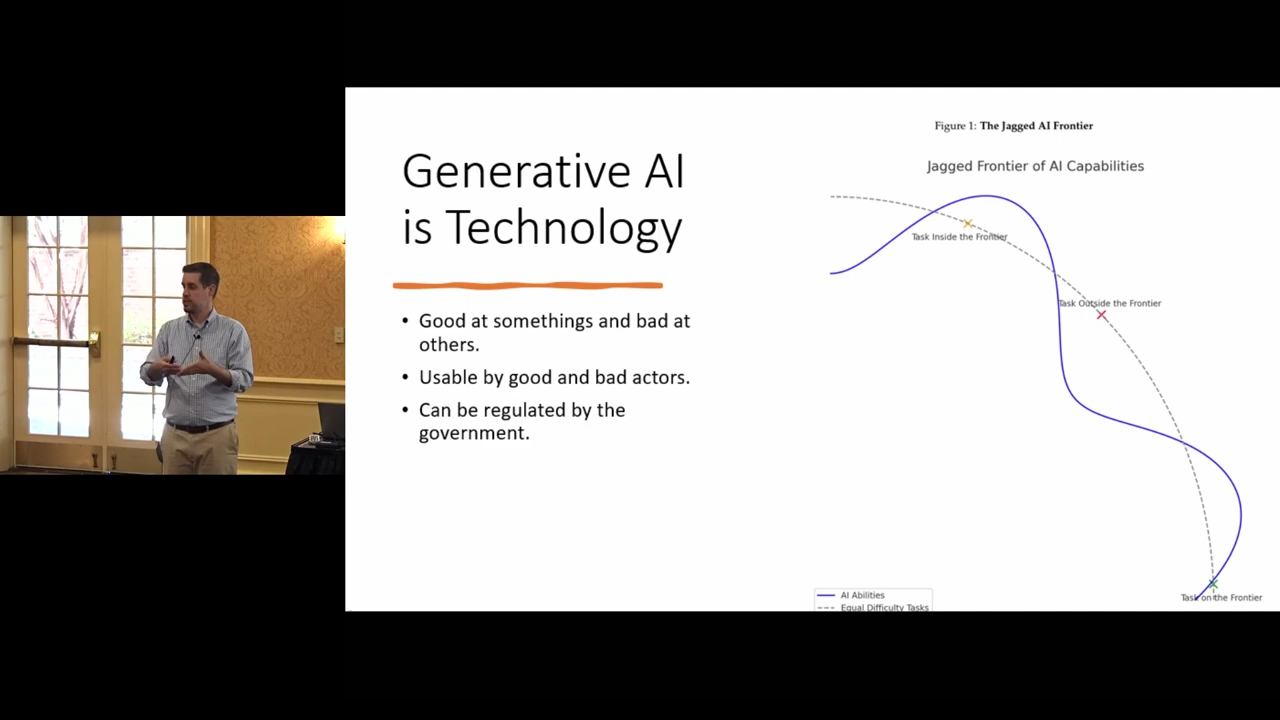 Generative AI
is Technology
• Good at somethings and bad at
others.
• Usable by good and bad actors.
• Can be regulated by the
government.
Figure 1: The Jagged AI Frontier
Jagged Frontier of AI Capabilities
Task Inside the Frontier
Task Outside the Frontier
Task on the Frontier
AI Abilities
Equal Difficulty Tasks